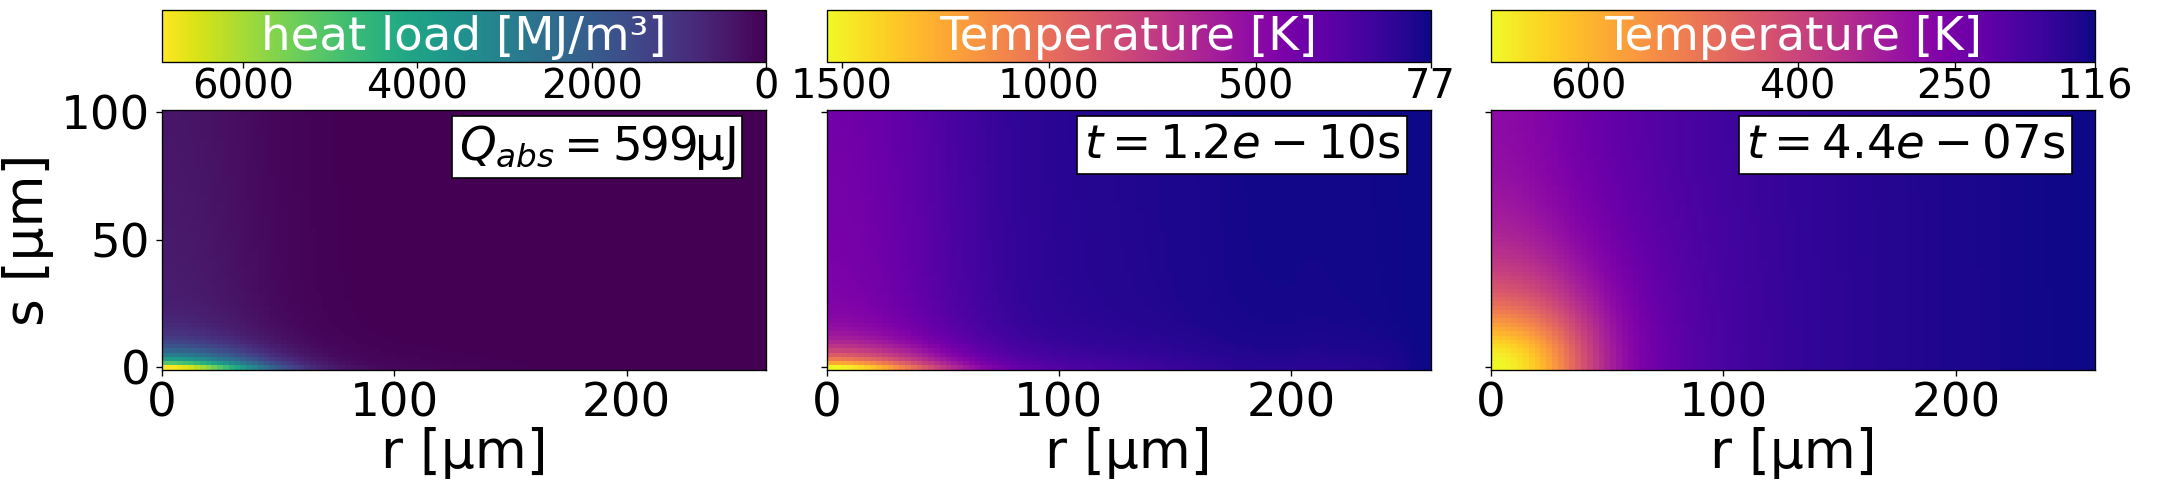 heat load [MJ/m³] Temperature [K] Temperature [K]
6000 4000 2000 0 1500 1000 500 77 600 400 250 116
100
Q_abs = 599μJ t = 1.2e − 10s t = 4.4e − 07s
50
0
s [μm]
0 100 200 0 100 200 0 100 200
r [μm] r [μm] r [μm]